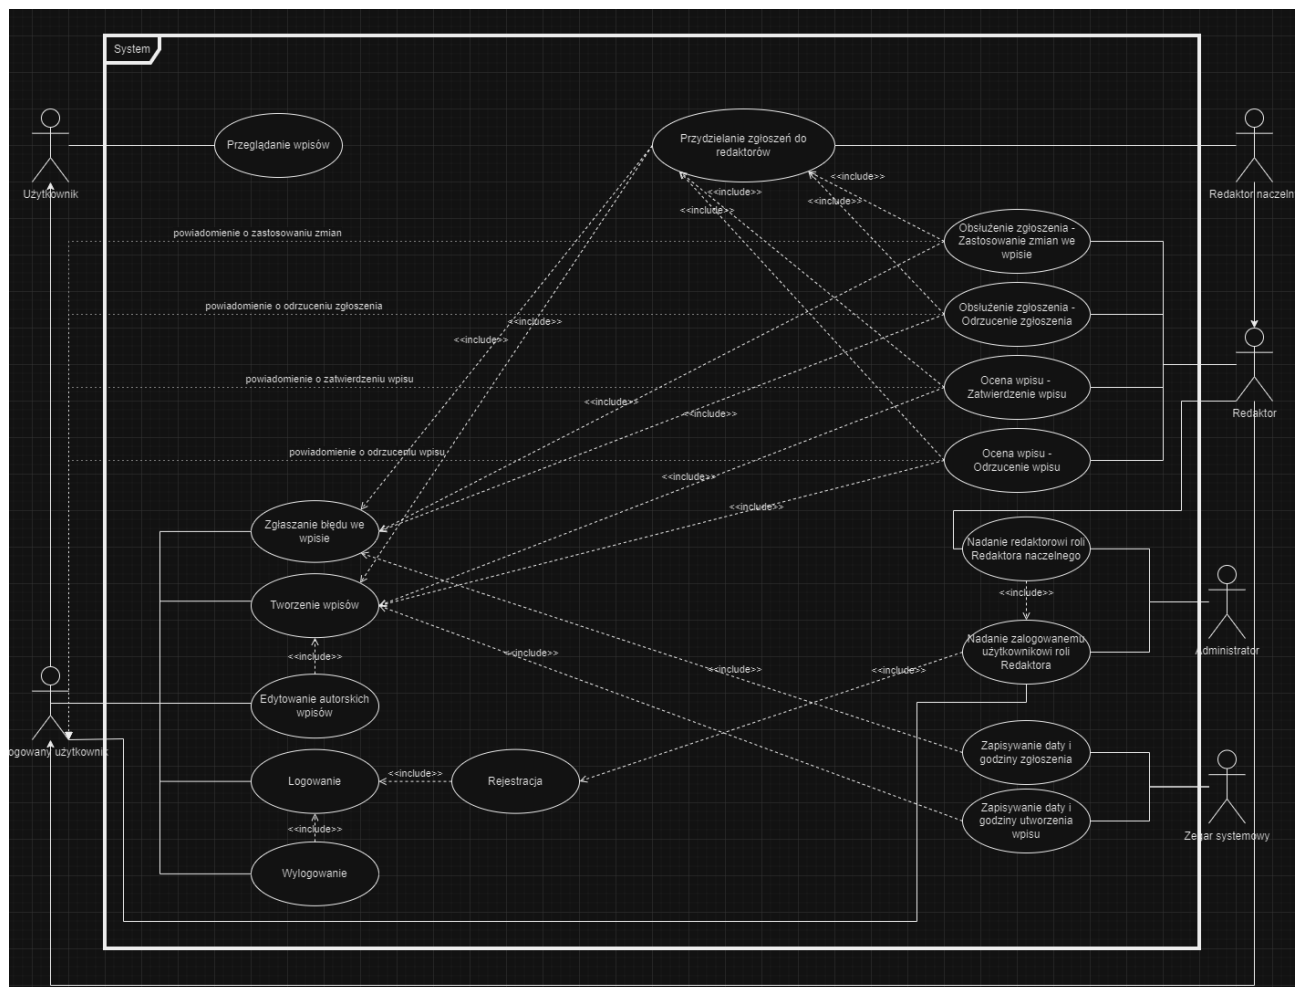 System
Przeglądanie wpisów
Przydzielanie zgłoszeń do
redaktorów
Użytkownik
Redaktor naczeln
<<include>>
<<include>>
<<include>>
<<include>>
powiadomienie o zastosowaniu zmian
Obsłużenie zgłoszenia -
Zastosowanie zmian we
wpisie
powiadomienie o odrzuceniu zgłoszenia
Obsłużenie zgłoszenia -
Odrzucenie zgłoszenia
<<include>>
<<include>>
powiadomienie o zatwierdzeniu wpisu
Ocena wpisu -
Zatwierdzenie wpisu
<<include>>
<<include>>
Redaktor
powiadomienie o odrzuceniu wpisu
Ocena wpisu -
Odrzucenie wpisu
<<include>>
<<include>>
Zgłaszanie błędu we
wpisie
Nadanie redaktorowi roli
Redaktora naczelnego
<<include>>
Tworzenie wpisów
<<include>>
<<include>>
<<include>>
<<include>>
Nadanie zalogowanemu
użytkownikowi roli
Redaktora
Administrator
Edytowanie autorskich
wpisów
ogowany użytkownik
Zapisywanie daty i
godziny zgłoszenia
Logowanie
<<include>>
Rejestracja
Zapisywanie daty i
godziny utworzenia
wpisu
<<include>>
Zegar systemowy
Wylogowanie